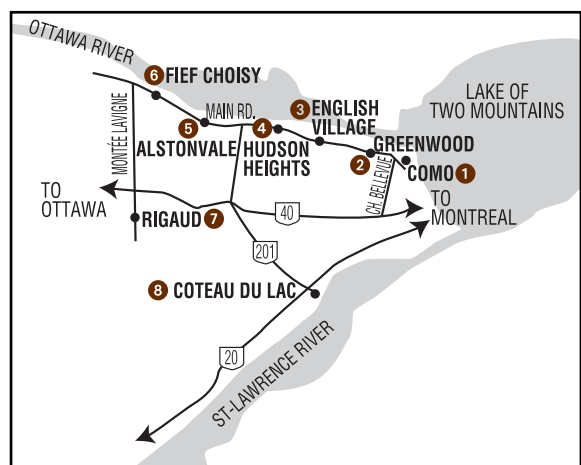 OTTAWA RIVER
6 FIEF CHOISY
LAKE OF
TWO MOUNTAINS
MAIN RD.
3 ENGLISH
VILLAGE
5
ALSTONVALE
4
HUDSON
HEIGHTS
GREENWOOD
2
COMO 1
MONTÉE LAVIGNE
CH. BELLEVUE
TO
OTTAWA
TO
MONTREAL
RIGAUD 7
40
201
8 COTEAU DU LAC
20
ST-LAWRENCE RIVER